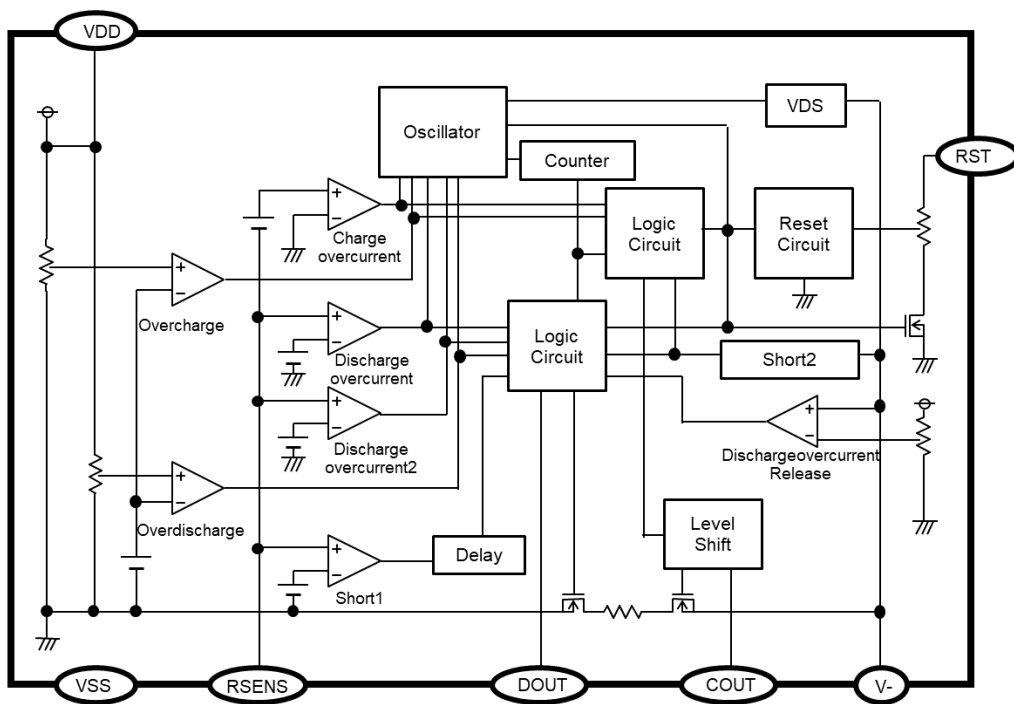 VDD
VDS
Oscillator
Counter
RST
+
−
Charge
overcurrent
Logic
Circuit
Reset
Circuit
+
−
Overcharge
+
−
Discharge
overcurrent
Logic
Circuit
Short2
+
−
Discharge
overcurrent2
+
−
Dischargeovercurrent
Release
+
−
Overdischarge
+
−
Short1
Delay
Level
Shift
VSS
RSENS
DOUT
COUT
V-